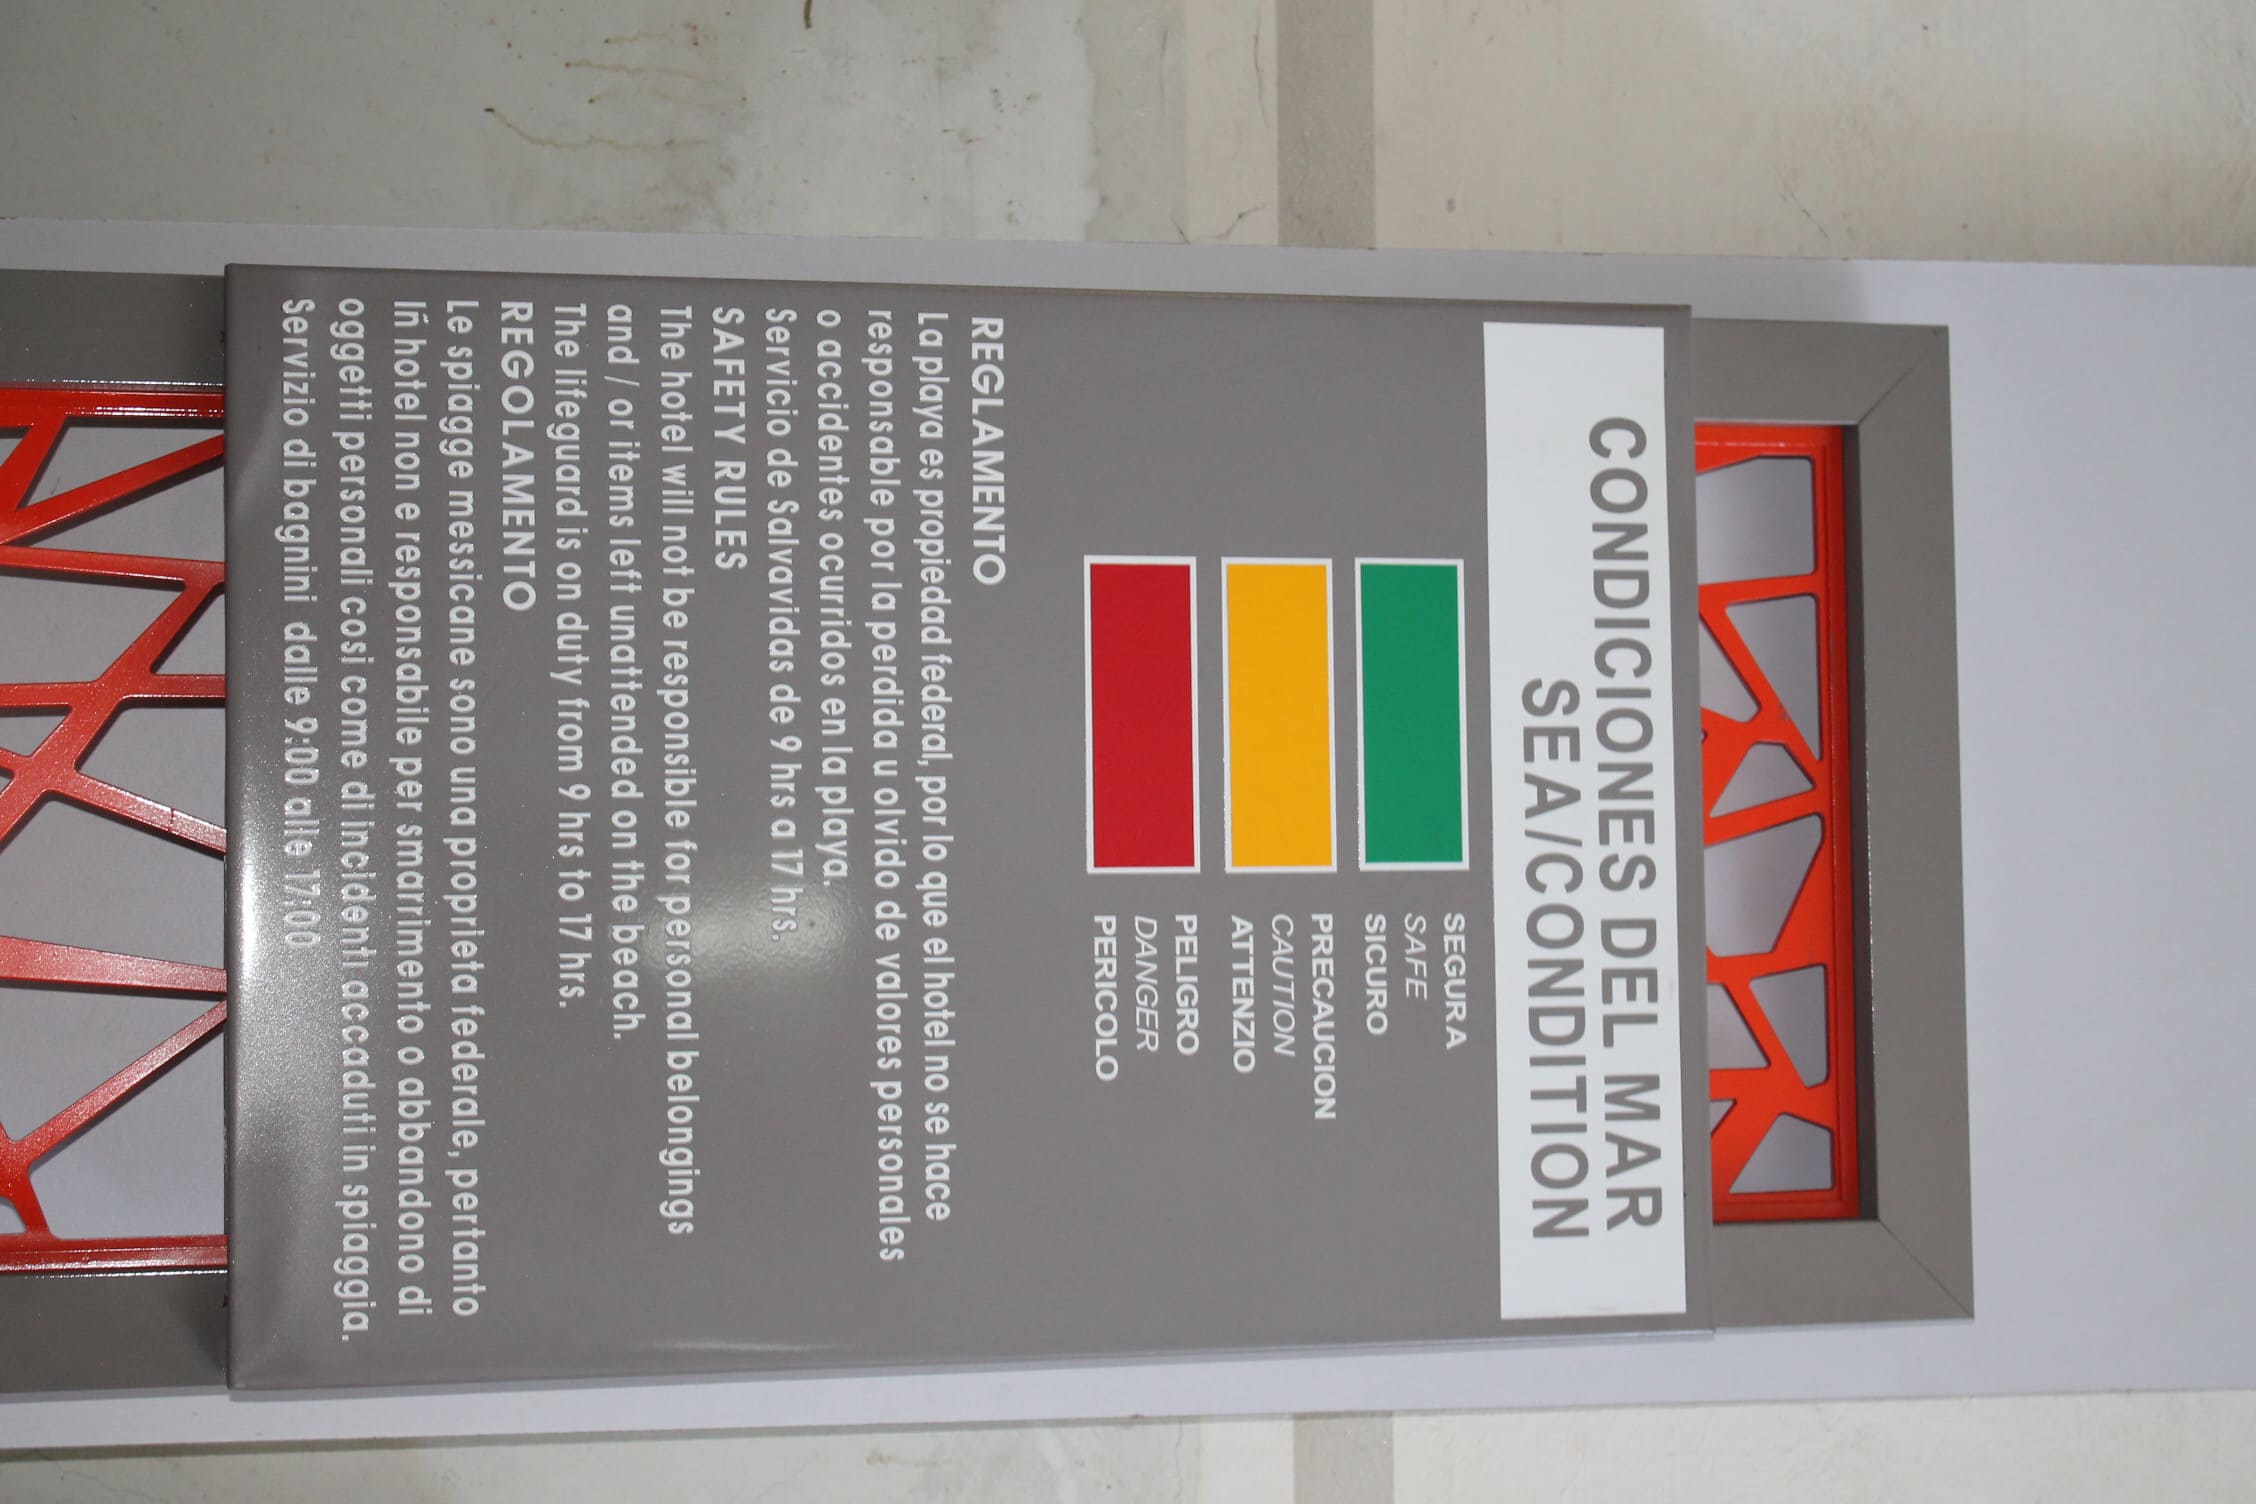 CONDICIONES DEL MAR
SEA/CONDITION
SEGURA
SAFE
SICURO
PRECAUCION
CAUTION
ATTENZIO
PELIGRO
DANGER
PERICOLO
REGLAMENTO
La playa es propiedad federal, por lo que el hotel no se hace
responsable por la perdida u olvido de valores personales
o accidentes ocurridos en la playa.
Servicio de Salvavidas de 9 hrs a 17 hrs.
SAFETY RULES
The hotel will not be responsible for personal belongings
and / or items left unattended on the beach.
The lifeguard is on duty from 9 hrs to 17 hrs.
REGOLAMENTO
Le spiagge messicane sono una proprieta federale, pertanto
Iñ hotel non e responsabile per smarrimento o abbandono di
oggetti personali cosi come di incidenti accaduti in spiaggia.
Servizio di bagnini dalle 9:00 alle 17:00